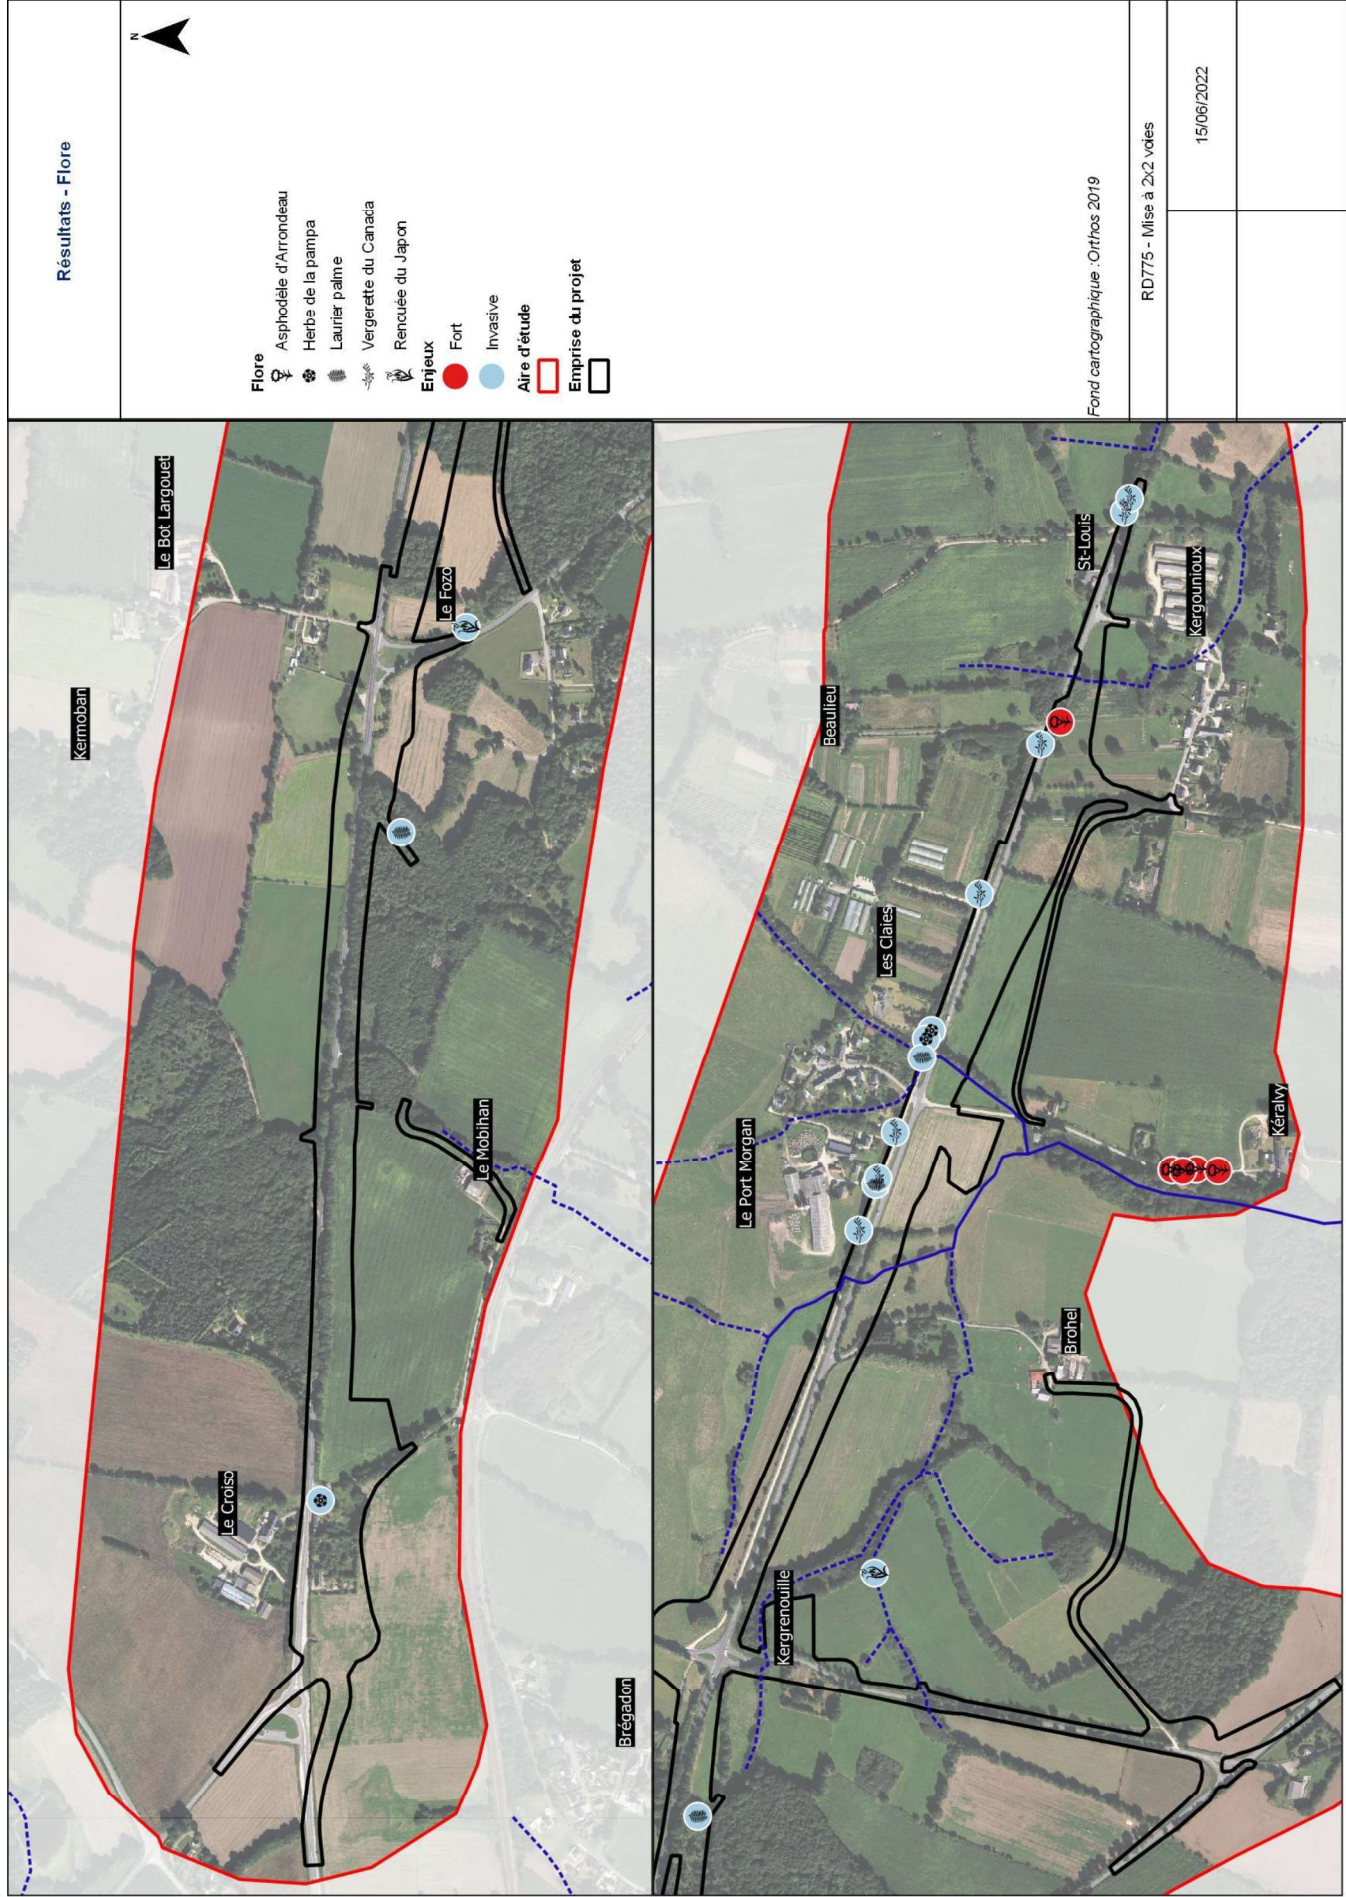 Résultats - Flore
N
Flore
Asphodèle d'Arrondeau
Herbe de la pampa
Laurier palme
Vergerette du Canada
Renouée du Japon
Enjeux
Fort
Invasive
Aire d'étude
Emprise du projet
Fond cartographique :Orthos 2019
RD775 - Mise à 2x2 voies
15/06/2022
Kermoban
Le Bot Largouet
Le Fozo
Le Croiso
Le Mobihan
Brégadon
Beaulieu
St-Louis
Kergounioux
Les Claies
Le Port Morgan
Kéralvy
Brohel
Kergrenouille